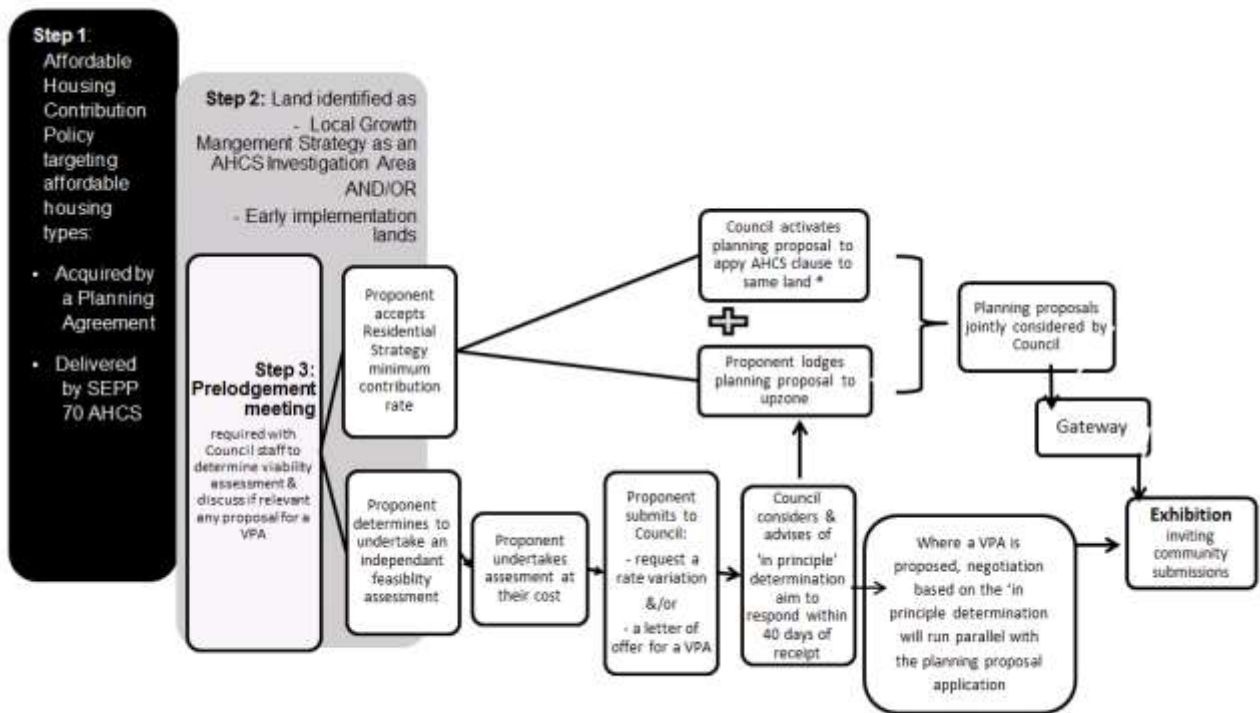 Step 1:
Affordable
Housing
Contribution
Policy
targeting
affordable
housing
types:
• Acquired by
a Planning
Agreement
• Delivered
by SEPP
70 AHCS
Step 2: Land identified as
- Local Growth
Mangement Strategy as an
AHCS Investigation Area
AND/OR
- Early implementation
lands
Step 3:
Prelodgement
meeting
required with
Council staff to
determine viability
assessment &
discuss if relevant
any proposal for a
VPA
Proponent
accepts
Residential
Strategy
minimum
contribution
rate
Proponent
determines to
undertake an
independant
feasiblity
assessment
Proponent
undertakes
assesment at
their cost
Proponent
submits to
Council:
- request a
rate variation
&/or
- a letter of
offer for a VPA
Council
considers &
advises of
'in principle'
determination
aim to
respond within
40 days of
receipt
Council activates
planning proposal to
appy AHCS clause to
same land *
Proponent lodges
planning proposal to
upzone
Where a VPA is
proposed, negotiation
based on the 'in
principle determination
will run parallel with
the planning proposal
application
Planning proposals
jointly considered by
Council
Gateway
Exhibition
inviting
community
submissions